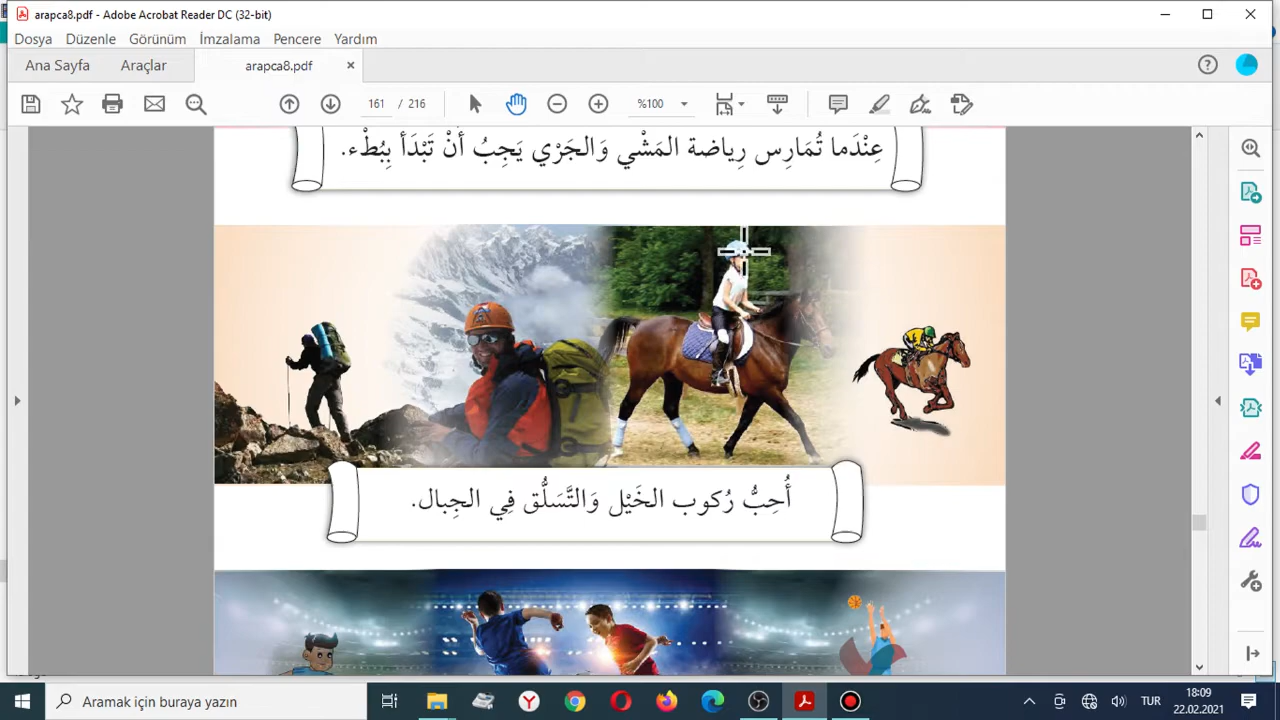 arapca8.pdf - Adobe Acrobat Reader DC (32-bit)
Dosya Düzenle Görünüm İmzalama Pencere Yardım
Ana Sayfa Araçlar arapca8.pdf
161 / 216 %100
عِنْدَما تُمَارِس رِياضة المَشْي وَالجَرْي يَجِبُ أَنْ تَبْدَأ بِبُطْء.
أُحِبُّ رُكوب الخَيْل وَالتَّسَلُّق فِي الجِبال.
Aramak için buraya yazın
TUR
18:09
22.02.2021